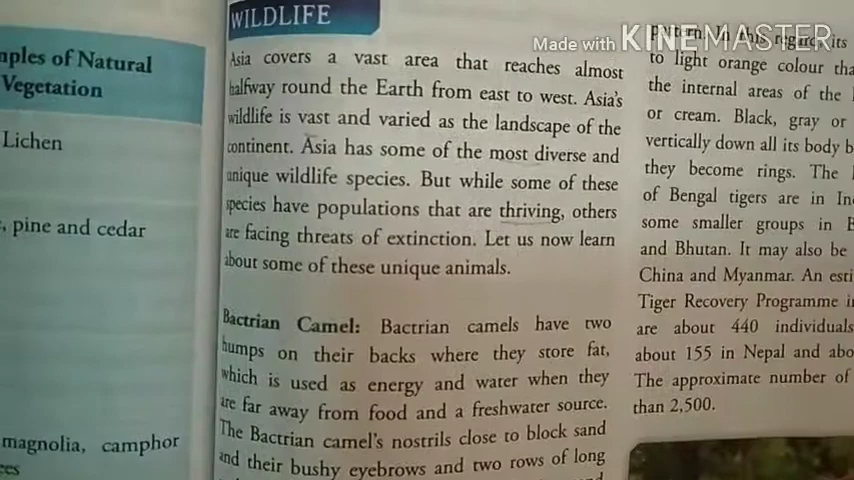 Made with KINEMASTER
nples of Natural
Vegetation
Lichen
, pine and cedar
magnolia, camphor
ees
WILDLIFE
Asia covers a vast area that reaches almost
halfway round the Earth from east to west. Asia's
wildlife is vast and varied as the landscape of the
continent. Asia has some of the most diverse and
unique wildlife species. But while some of these
species have populations that are thriving, others
are facing threats of extinction. Let us now learn
about some of these unique animals.
Bactrian Camel: Bactrian camels have two
humps on their backs where they store fat,
which is used as energy and water when they
are far away from food and a freshwater source.
The Bactrian camel's nostrils close to block sand
and their bushy eyebrows and two rows of long
pattern. In this regard, its
to light orange colour tha
the internal areas of the
or cream. Black, gray or
vertically down all its body b
they become rings. The
of Bengal tigers are in In
some smaller groups in B
and Bhutan. It may also be
China and Myanmar. An esti
Tiger Recovery Programme i
are about 440 individuals
about 155 in Nepal and abo
The approximate number of
than 2,500.